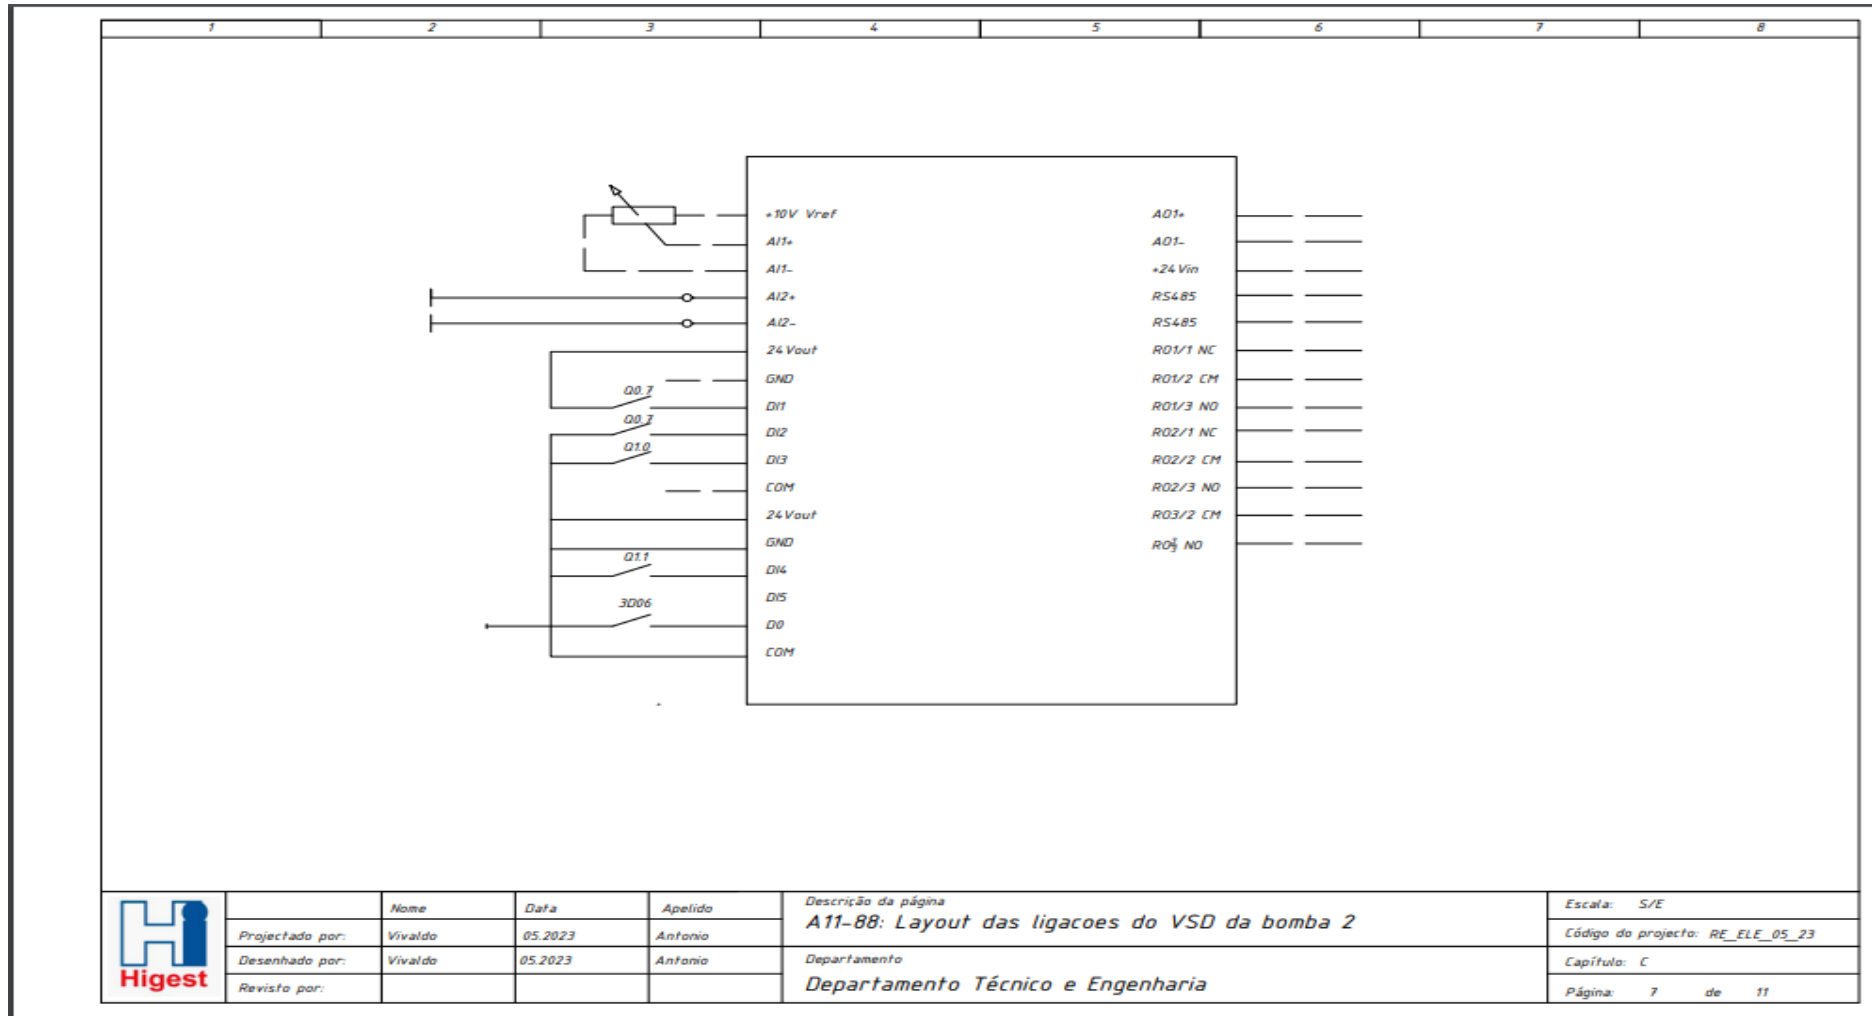 1 2 3 4 5 6 7 8
+10V Vref
AI1+
AI1-
AI2+
AI2-
24Vout
GND
Q0.7
DI1
Q0.7
DI2
Q1.0
DI3
COM
24Vout
GND
Q1.1
DI4
DI5
3D06
D0
COM
AO1+
AO1-
+24Vin
RS485
RS485
RO1/1 NC
RO1/2 CM
RO1/3 NO
RO2/1 NC
RO2/2 CM
RO2/3 NO
RO3/2 CM
NO
Hi
Higest
Nome Data Apelido
Projectado por: Vivaldo 05.2023 Antonio
Desenhado por: Vivaldo 05.2023 Antonio
Revisto por:
Descrição da página
A11-88: Layout das ligacoes do VSD da bomba 2
Departamento
Departamento Técnico e Engenharia
Escala: S/E
Código do projecto: RE_ELE_05_23
Capítulo: C
Página: 7 de 11